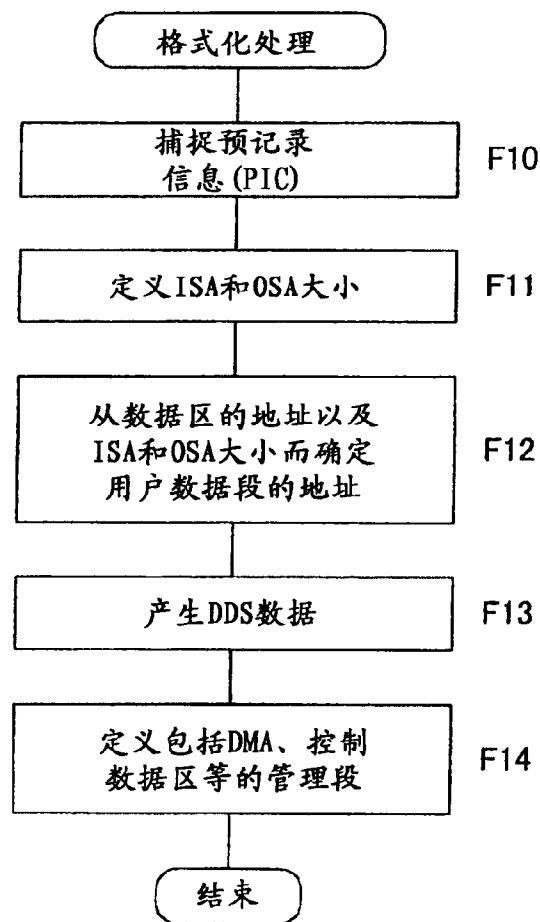 格式化处理
捕捉预记录
信息(PIC)
F10
定义ISA和OSA大小
F11
从数据区的地址以及
ISA和OSA大小而确定
用户数据段的地址
F12
产生DDS数据
F13
定义包括DMA、控制
数据区等的管理段
F14
结束